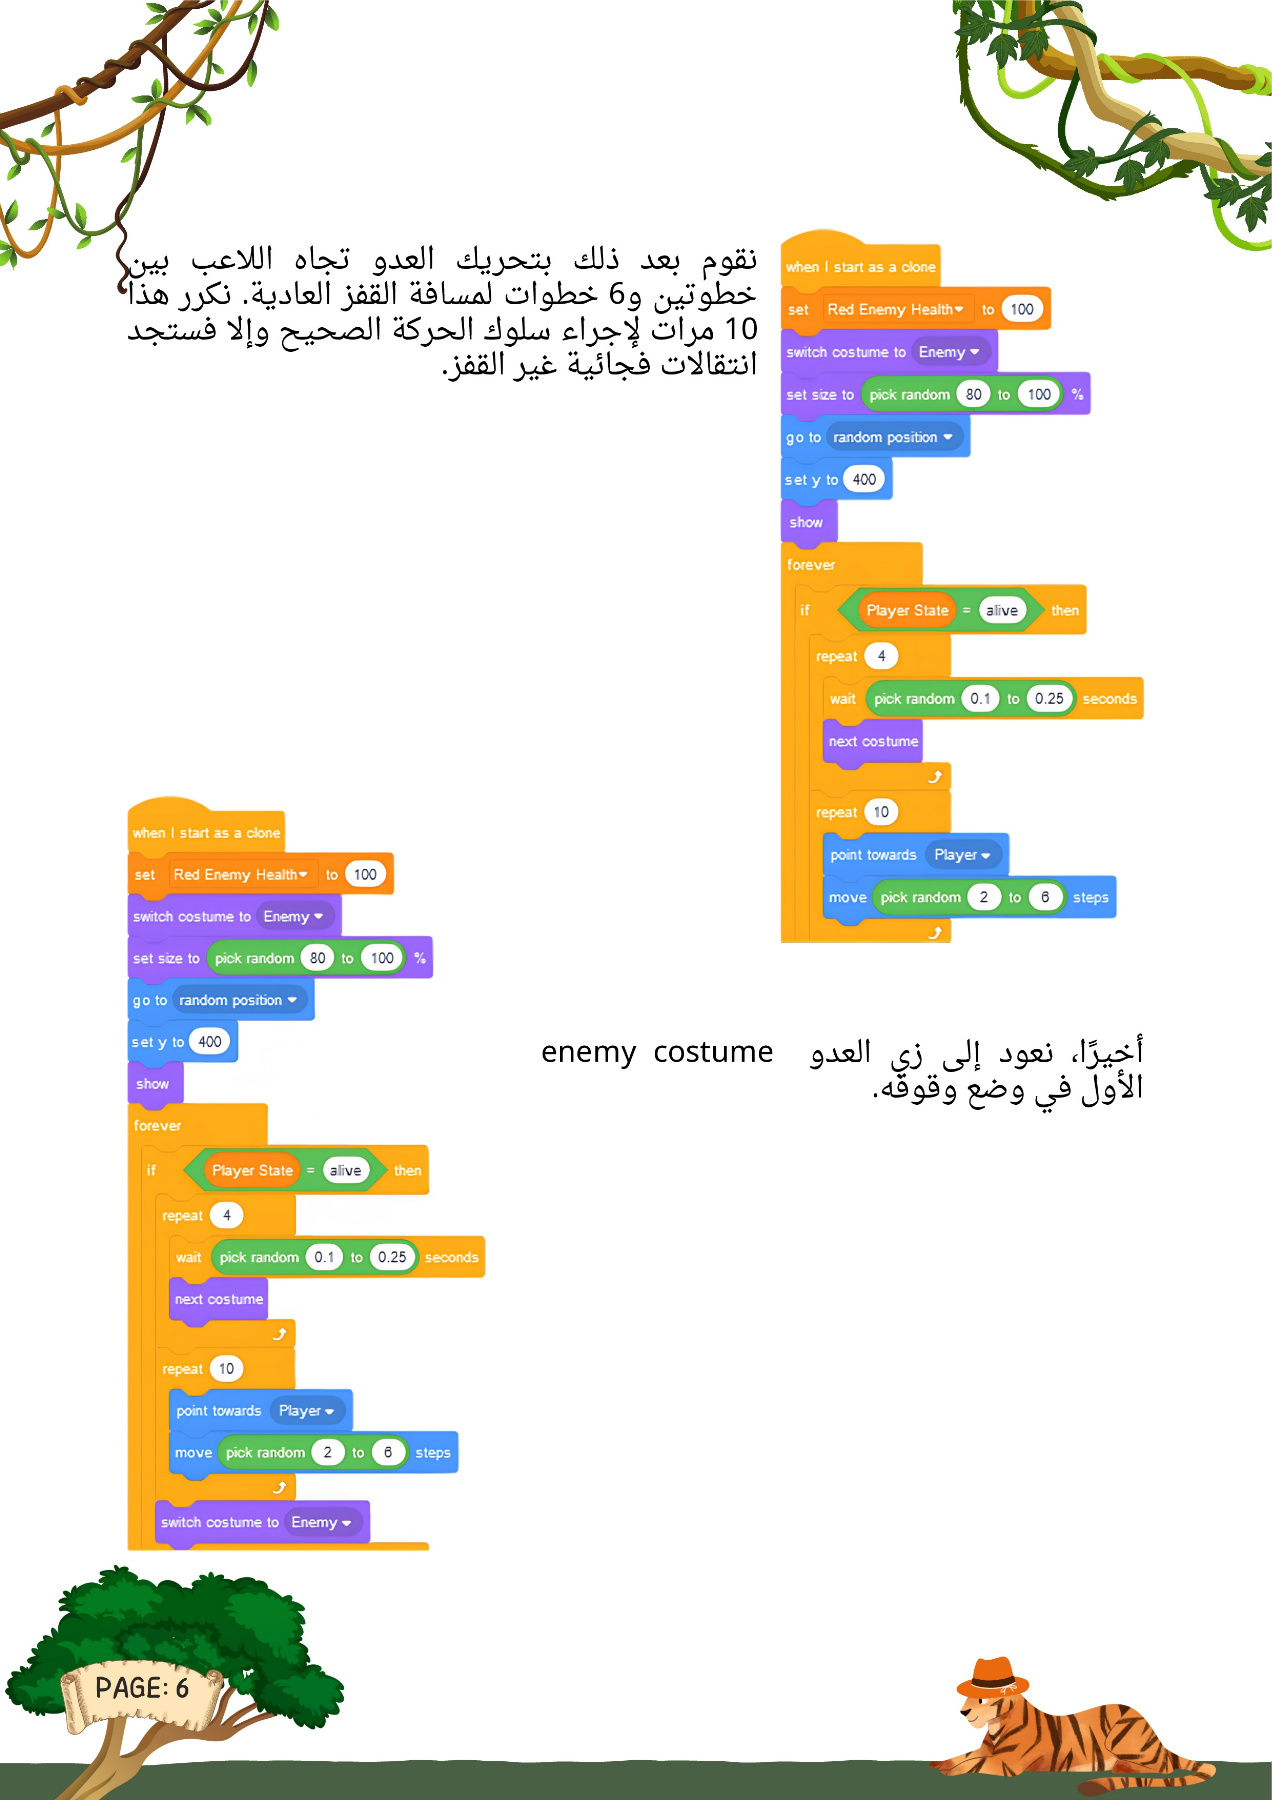 نقوم بعد ذلك بتحريك العدو تجاه اللاعب بين
خطوتين و6 خطوات لمسافة القفز العادية. نكرر هذا
10 مرات لإجراء سلوك الحركة الصحيح وإلا فستجد
انتقالات فجائية غير القفز.
when I start as a clone
set Red Enemy Health to 100
switch costume to Enemy
set size to pick random 80 to 100 %
go to random position
set y to 400
show
forever
if Player State = alive then
repeat 4
wait pick random 0.1 to 0.25 seconds
next costume
repeat 10
point towards Player
move pick random 2 to 6 steps
أخيرًا، نعود إلى زي العدو enemy costume
الأول في وضع وقوفه.
when I start as a clone
set Red Enemy Health to 100
switch costume to Enemy
set size to pick random 80 to 100 %
go to random position
set y to 400
show
forever
if Player State = alive then
repeat 4
wait pick random 0.1 to 0.25 seconds
next costume
repeat 10
point towards Player
move pick random 2 to 6 steps
switch costume to Enemy
PAGE: 6